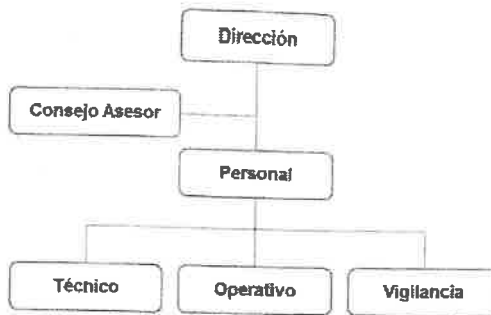 Dirección
Consejo Asesor
Personal
Técnico
Operativo
Vigilancia